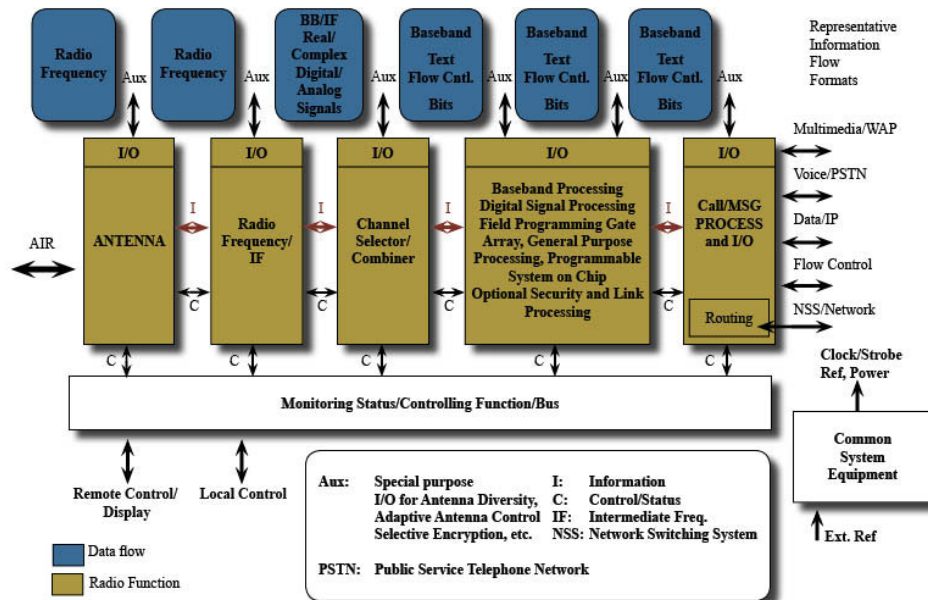 Radio
Frequency
Radio
Frequency
BB/IF
Real/
Complex
Digital/
Analog
Signals
Baseband
Text
Flow Cntl.
Bits
Baseband
Text
Flow Cntl.
Bits
Baseband
Text
Flow Cntl.
Bits
Representative
Information
Flow
Formats
Aux
Aux
Aux
Aux
Aux
Aux
I/O
I/O
I/O
I/O
I/O
AIR
ANTENNA
I
Radio
Frequency/
IF
I
Channel
Selector/
Combiner
I
Baseband Processing
Digital Signal Processing
Field Programming Gate
Array, General Purpose
Processing, Programmable
System on Chip
Optional Security and Link
Processing
I
Call/MSG
PROCESS
and I/O
Routing
Multimedia/WAP
Voice/PSTN
Data/IP
Flow Control
NSS/Network
C
C
C
C
C
C
C
C
C
Monitoring Status/Controlling Function/Bus
Clock/Strobe
Ref, Power
Common
System
Equipment
Ext. Ref
Remote Control/
Display
Local Control
Aux: Special purpose
I/O for Antenna Diversity,
Adaptive Antenna Control
Selective Encryption, etc.
I: Information
C: Control/Status
IF: Intermediate Freq.
NSS: Network Switching System
PSTN: Public Service Telephone Network
Data flow
Radio Function